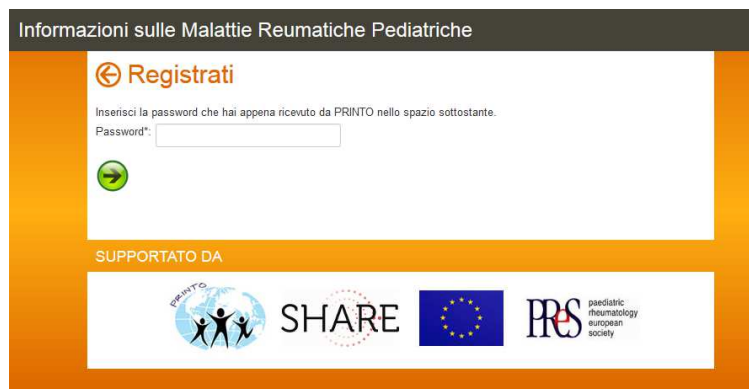 Informazioni sulle Malattie Reumatiche Pediatriche
Registrati
Inserisci la password che hai appena ricevuto da PRINTO nello spazio sottostante.
Password*:
SUPPORTATO DA
PRINTO
SHARE
PReS
paediatric
rheumatology
european
society